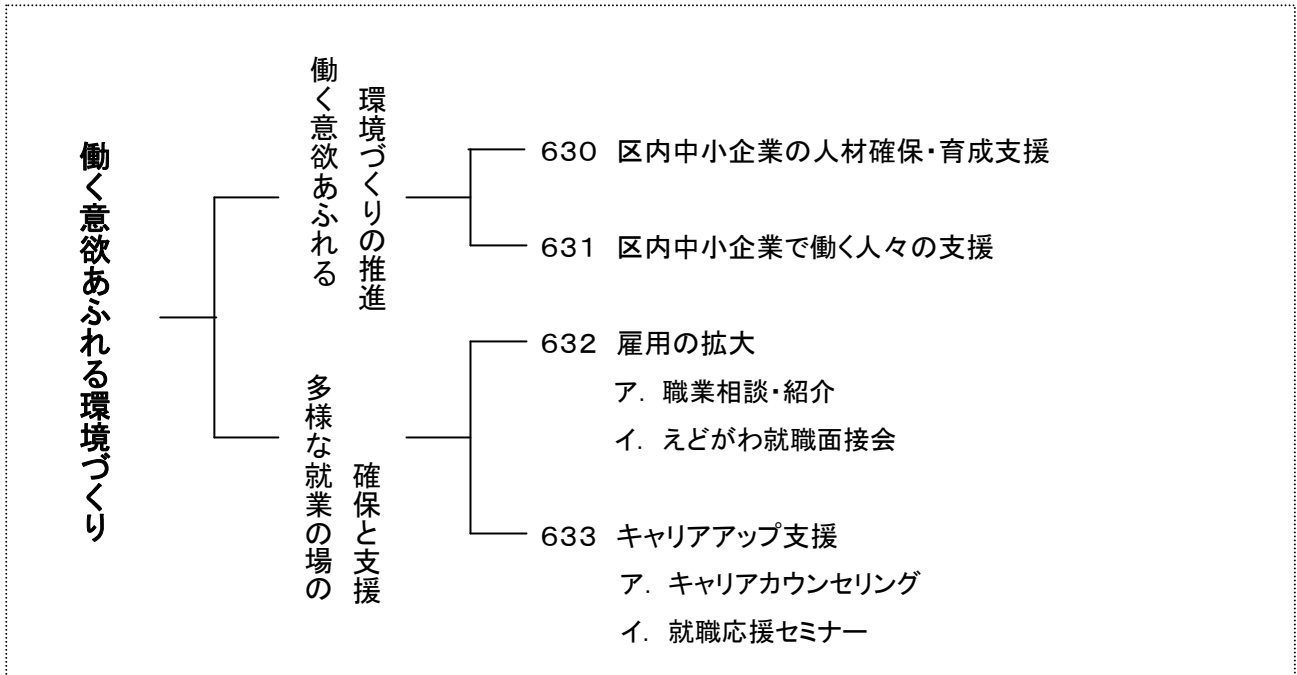 働く意欲あふれる環境づくり
働く意欲あふれる
環境づくりの推進
630 区内中小企業の人材確保・育成支援
631 区内中小企業で働く人々の支援
多様な就業の場の
確保と支援
632 雇用の拡大
ア. 職業相談・紹介
イ. えどがわ就職面接会
633 キャリアアップ支援
ア. キャリアカウンセリング
イ. 就職応援セミナー